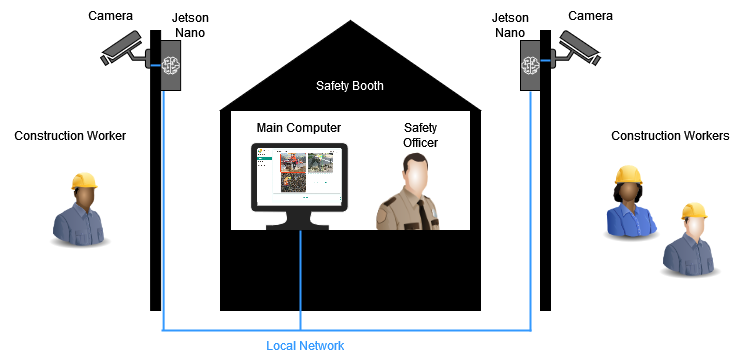 Camera
Jetson
Nano
Jetson
Nano
Camera
Safety Booth
Construction Worker
Main Computer
Safety
Officer
Construction Workers
Local Network